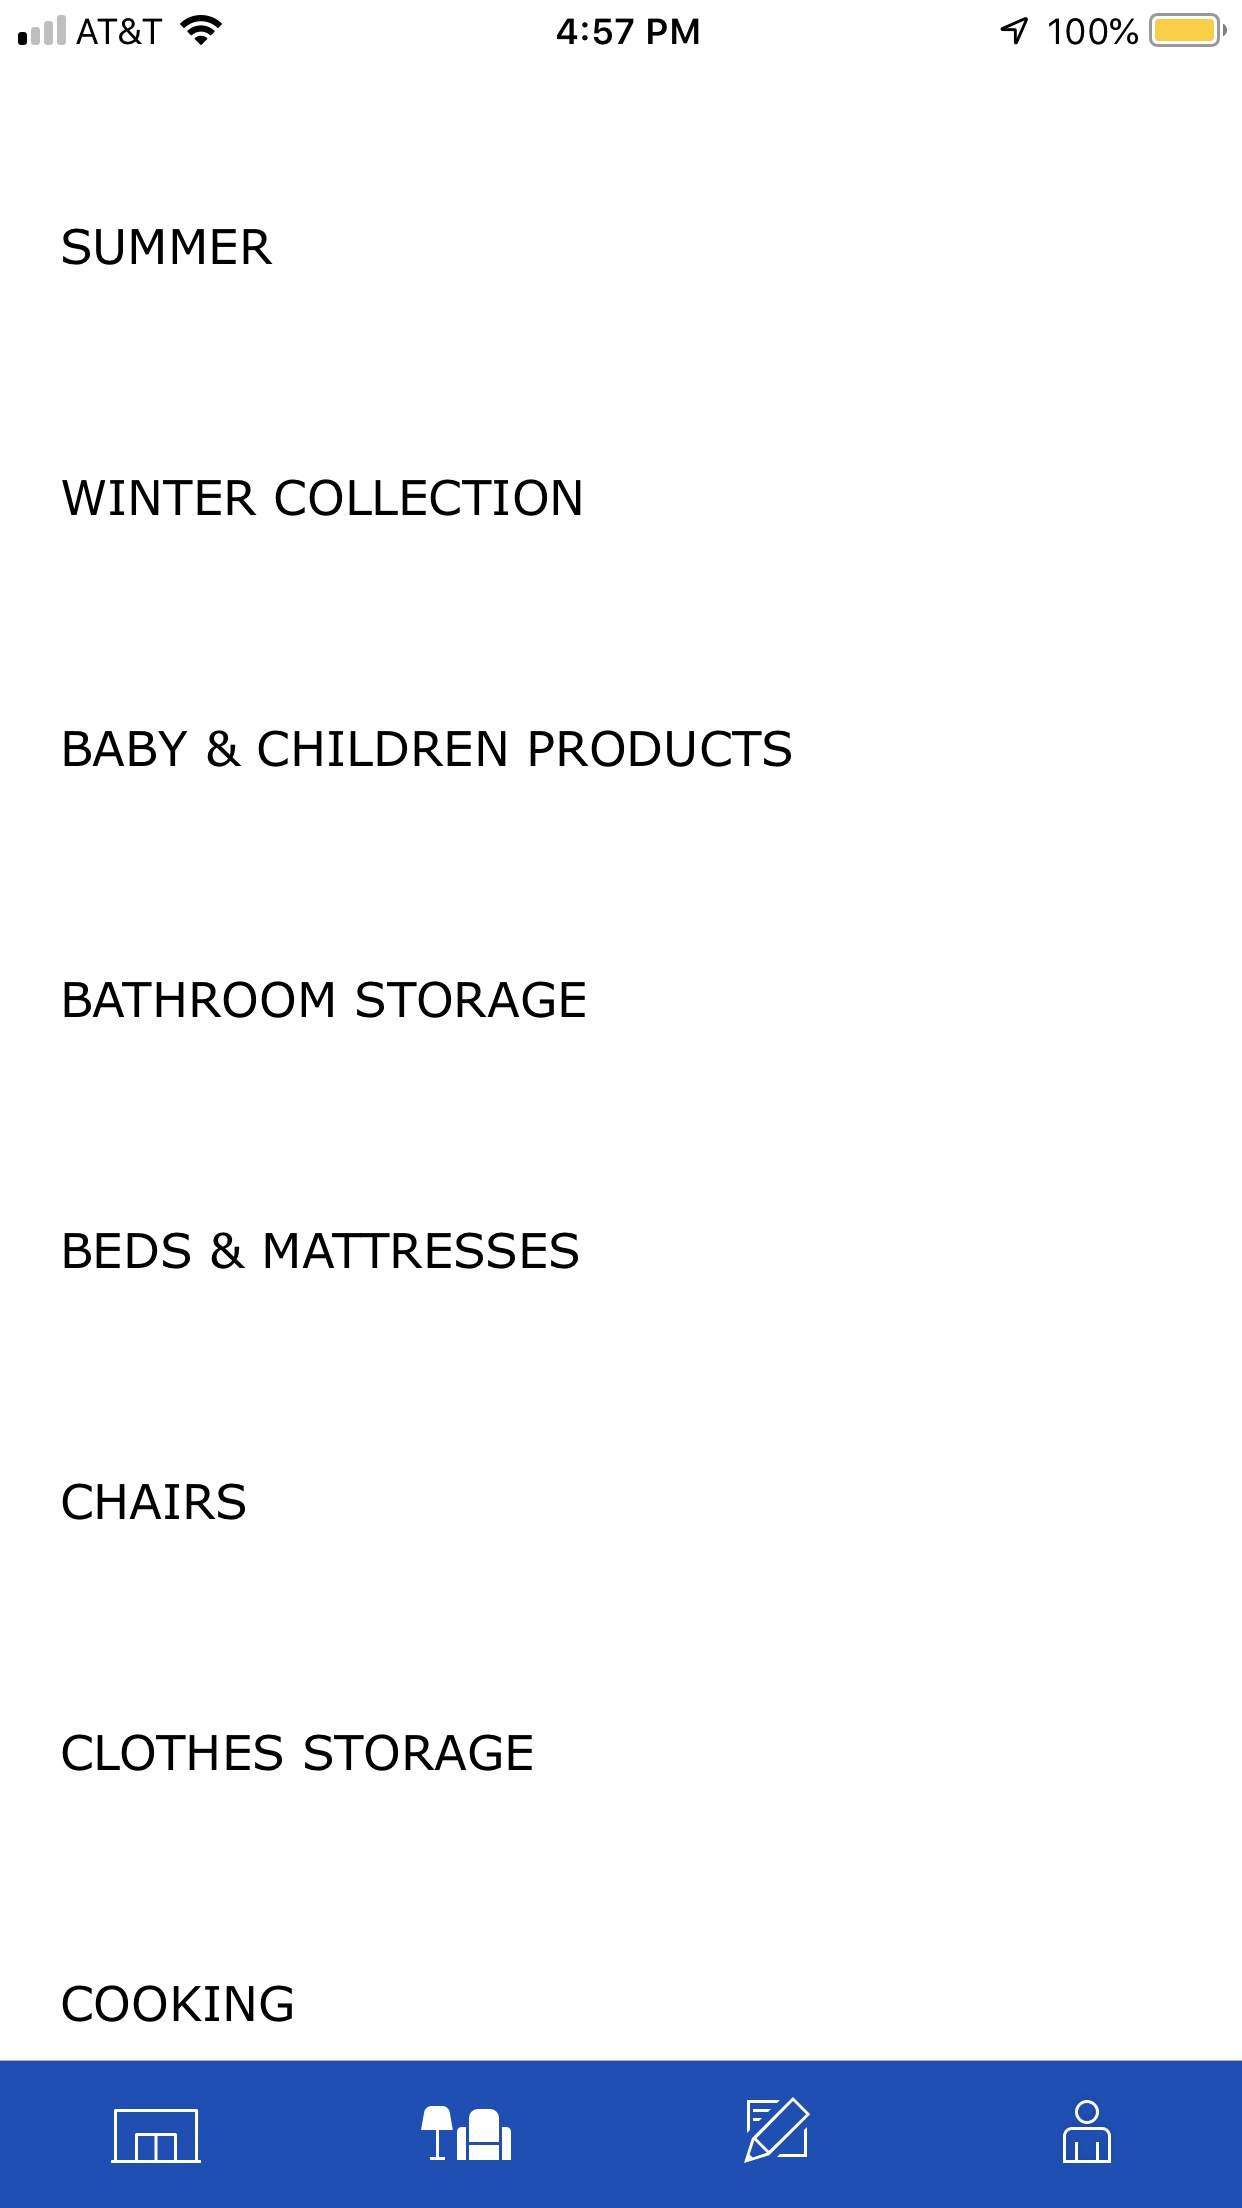 AT&T 4:57 PM 100%
SUMMER
WINTER COLLECTION
BABY & CHILDREN PRODUCTS
BATHROOM STORAGE
BEDS & MATTRESSES
CHAIRS
CLOTHES STORAGE
COOKING